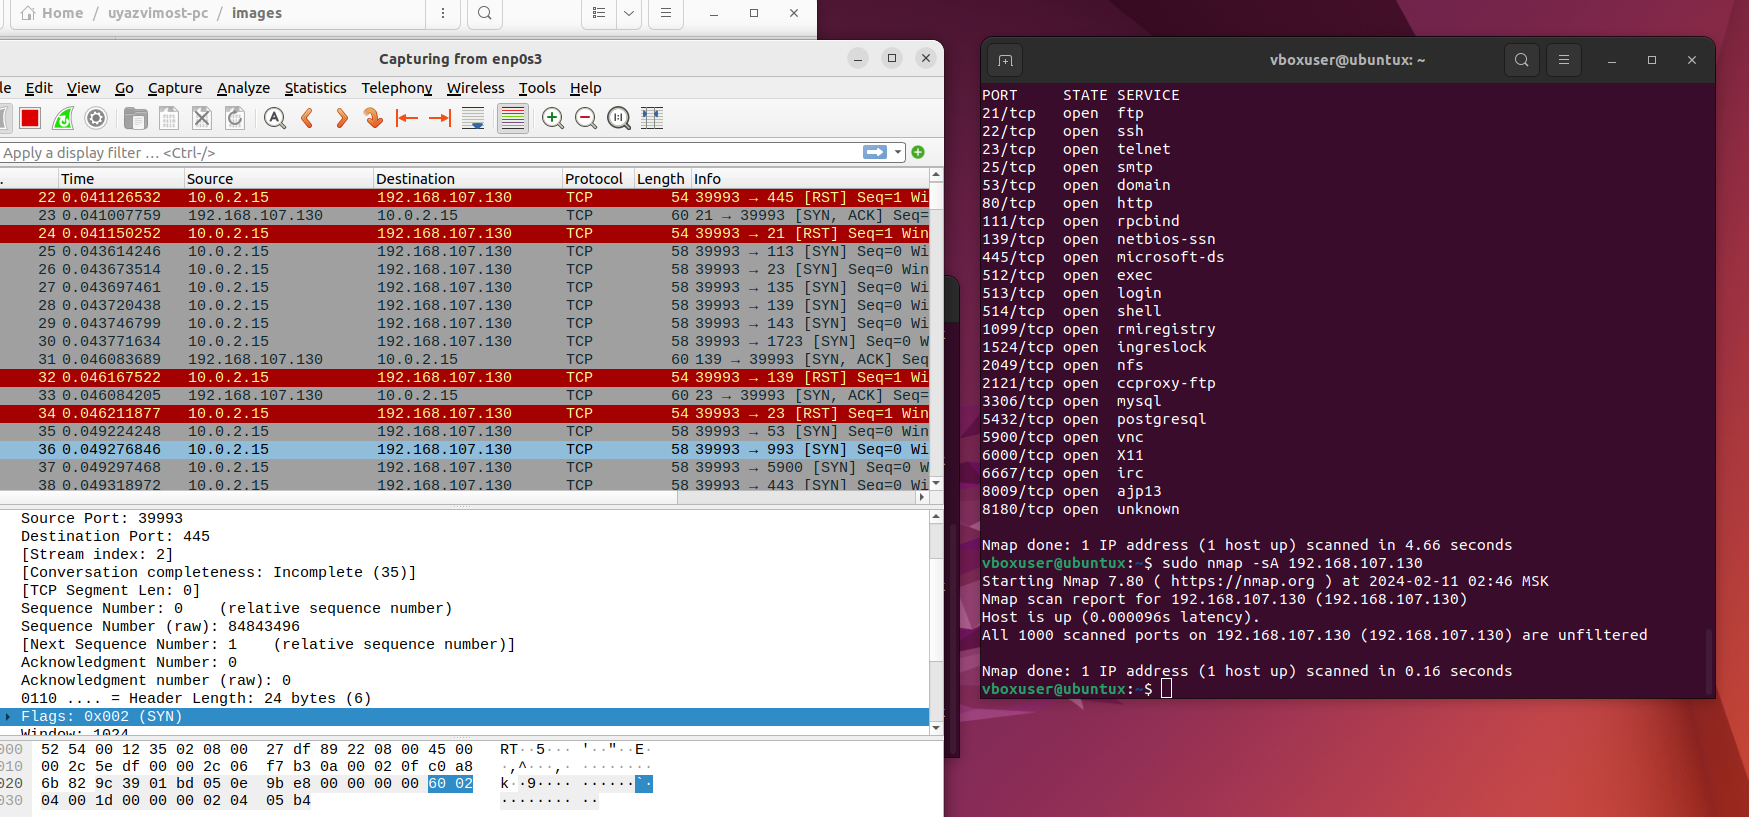 Home / uyazvimost-pc / images
Capturing from enp0s3
le Edit View Go Capture Analyze Statistics Telephony Wireless Tools Help
Apply a display filter … <Ctrl-/>
. Time Source Destination Protocol Length Info
22 0.041126532 10.0.2.15 192.168.107.130 TCP 54 39993 → 445 [RST] Seq=1 Wi
23 0.041007759 192.168.107.130 10.0.2.15 TCP 60 21 → 39993 [SYN, ACK] Seq=
24 0.041150252 10.0.2.15 192.168.107.130 TCP 54 39993 → 21 [RST] Seq=1 Win
25 0.043614246 10.0.2.15 192.168.107.130 TCP 58 39993 → 113 [SYN] Seq=0 Wi
26 0.043673514 10.0.2.15 192.168.107.130 TCP 58 39993 → 23 [SYN] Seq=0 Win
27 0.043697461 10.0.2.15 192.168.107.130 TCP 58 39993 → 135 [SYN] Seq=0 Wi
28 0.043720438 10.0.2.15 192.168.107.130 TCP 58 39993 → 139 [SYN] Seq=0 Wi
29 0.043746799 10.0.2.15 192.168.107.130 TCP 58 39993 → 143 [SYN] Seq=0 Wi
30 0.043771634 10.0.2.15 192.168.107.130 TCP 58 39993 → 1723 [SYN] Seq=0 W
31 0.046083689 192.168.107.130 10.0.2.15 TCP 60 139 → 39993 [SYN, ACK] Seq
32 0.046167522 10.0.2.15 192.168.107.130 TCP 54 39993 → 139 [RST] Seq=1 Wi
33 0.046084205 192.168.107.130 10.0.2.15 TCP 60 23 → 39993 [SYN, ACK] Seq=
34 0.046211877 10.0.2.15 192.168.107.130 TCP 54 39993 → 23 [RST] Seq=1 Win
35 0.049224248 10.0.2.15 192.168.107.130 TCP 58 39993 → 53 [SYN] Seq=0 Win
36 0.049276846 10.0.2.15 192.168.107.130 TCP 58 39993 → 993 [SYN] Seq=0 Wi
37 0.049297468 10.0.2.15 192.168.107.130 TCP 58 39993 → 5900 [SYN] Seq=0 W
38 0.049318972 10.0.2.15 192.168.107.130 TCP 58 39993 → 443 [SYN] Seq=0 Wi
Source Port: 39993
Destination Port: 445
[Stream index: 2]
[Conversation completeness: Incomplete (35)]
[TCP Segment Len: 0]
Sequence Number: 0 (relative sequence number)
Sequence Number (raw): 84843496
[Next Sequence Number: 1 (relative sequence number)]
Acknowledgment Number: 0
Acknowledgment number (raw): 0
0110 .... = Header Length: 24 bytes (6)
Flags: 0x002 (SYN)
Window: 1024
000 52 54 00 12 35 02 08 00 27 df 89 22 08 00 45 00 RT··5··· '··"··E·
010 00 2c 5e df 00 00 2c 06 f7 b3 0a 00 02 0f c0 a8 ·,^···,· ········
020 6b 82 9c 39 01 bd 05 0e 9b e8 00 00 00 00 60 02 k··9···· ······`·
030 04 00 1d 00 00 00 02 04 05 b4 ········ ··
vboxuser@ubuntux: ~
PORT STATE SERVICE
21/tcp open ftp
22/tcp open ssh
23/tcp open telnet
25/tcp open smtp
53/tcp open domain
80/tcp open http
111/tcp open rpcbind
139/tcp open netbios-ssn
445/tcp open microsoft-ds
512/tcp open exec
513/tcp open login
514/tcp open shell
1099/tcp open rmiregistry
1524/tcp open ingreslock
2049/tcp open nfs
2121/tcp open ccproxy-ftp
3306/tcp open mysql
5432/tcp open postgresql
5900/tcp open vnc
6000/tcp open X11
6667/tcp open irc
8009/tcp open ajp13
8180/tcp open unknown
Nmap done: 1 IP address (1 host up) scanned in 4.66 seconds
vboxuser@ubuntux:~$ sudo nmap -sA 192.168.107.130
Starting Nmap 7.80 ( https://nmap.org ) at 2024-02-11 02:46 MSK
Nmap scan report for 192.168.107.130 (192.168.107.130)
Host is up (0.000096s latency).
All 1000 scanned ports on 192.168.107.130 (192.168.107.130) are unfiltered
Nmap done: 1 IP address (1 host up) scanned in 0.16 seconds
vboxuser@ubuntux:~$